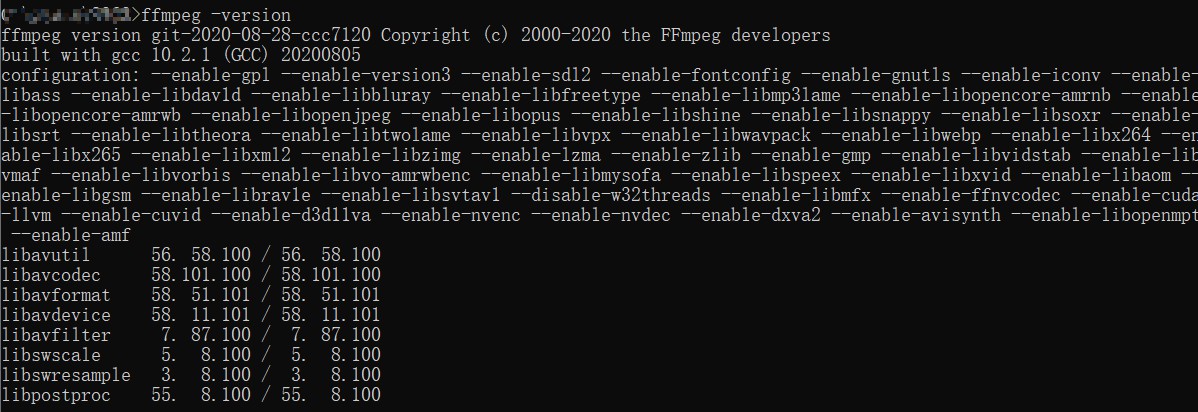 >ffmpeg -version
ffmpeg version git-2020-08-28-ccc7120 Copyright (c) 2000-2020 the FFmpeg developers
built with gcc 10.2.1 (GCC) 20200805
configuration: --enable-gpl --enable-version3 --enable-sdl2 --enable-fontconfig --enable-gnutls --enable-iconv --enable-
libass --enable-libdav1d --enable-libbluray --enable-libfreetype --enable-libmp3lame --enable-libopencore-amrnb --enable
-libopencore-amrwb --enable-libopenjpeg --enable-libopus --enable-libshine --enable-libsnappy --enable-libsoxr --enable-
libsrt --enable-libtheora --enable-libtwolame --enable-libvpx --enable-libwavpack --enable-libwebp --enable-libx264 --en
able-libx265 --enable-libxml2 --enable-libzimg --enable-lzma --enable-zlib --enable-gmp --enable-libvidstab --enable-lib
vmaf --enable-libvorbis --enable-libvo-amrwbenc --enable-libmysofa --enable-libspeex --enable-libxvid --enable-libaom --
enable-libgsm --enable-librav1e --enable-libsvtav1 --disable-w32threads --enable-libmfx --enable-ffnvcodec --enable-cuda
-llvm --enable-cuvid --enable-d3d11va --enable-nvenc --enable-nvdec --enable-dxva2 --enable-avisynth --enable-libopenmpt
--enable-amf
libavutil 56. 58.100 / 56. 58.100
libavcodec 58.101.100 / 58.101.100
libavformat 58. 51.101 / 58. 51.101
libavdevice 58. 11.101 / 58. 11.101
libavfilter 7. 87.100 / 7. 87.100
libswscale 5. 8.100 / 5. 8.100
libswresample 3. 8.100 / 3. 8.100
libpostproc 55. 8.100 / 55. 8.100